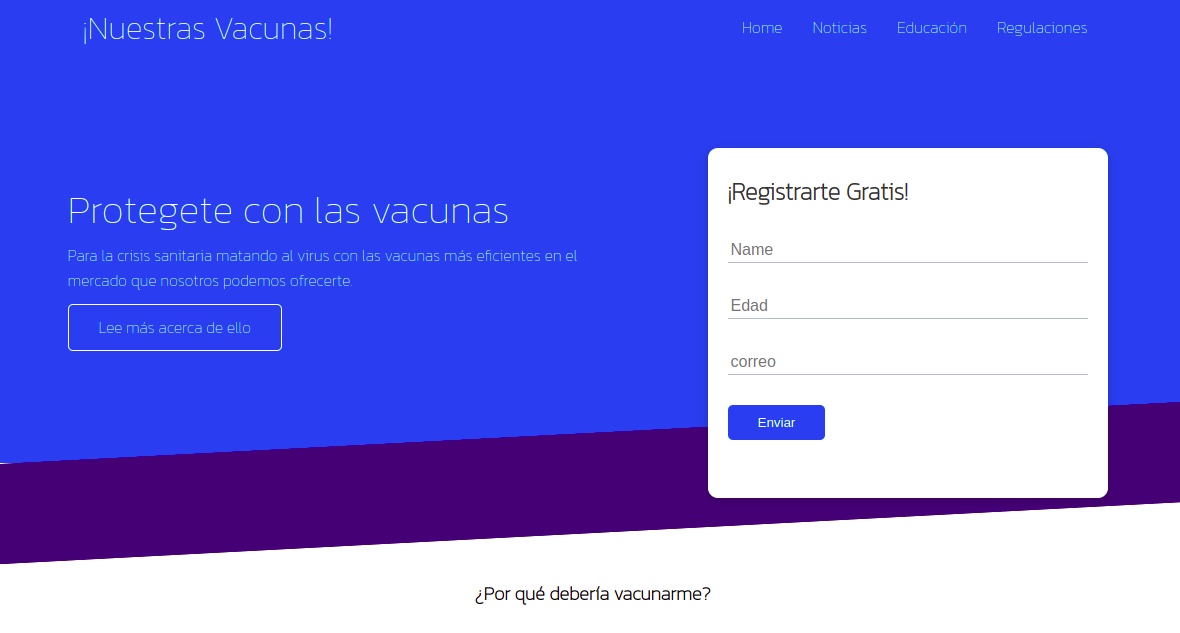 ¡Nuestras Vacunas!
Home Noticias Educación Regulaciones
Protegete con las vacunas
Para la crisis sanitaria matando al virus con las vacunas más eficientes en el
mercado que nosotros podemos ofrecerte.
Lee más acerca de ello
¡Registrarte Gratis!
Name
Edad
correo
Enviar
¿Por qué debería vacunarme?